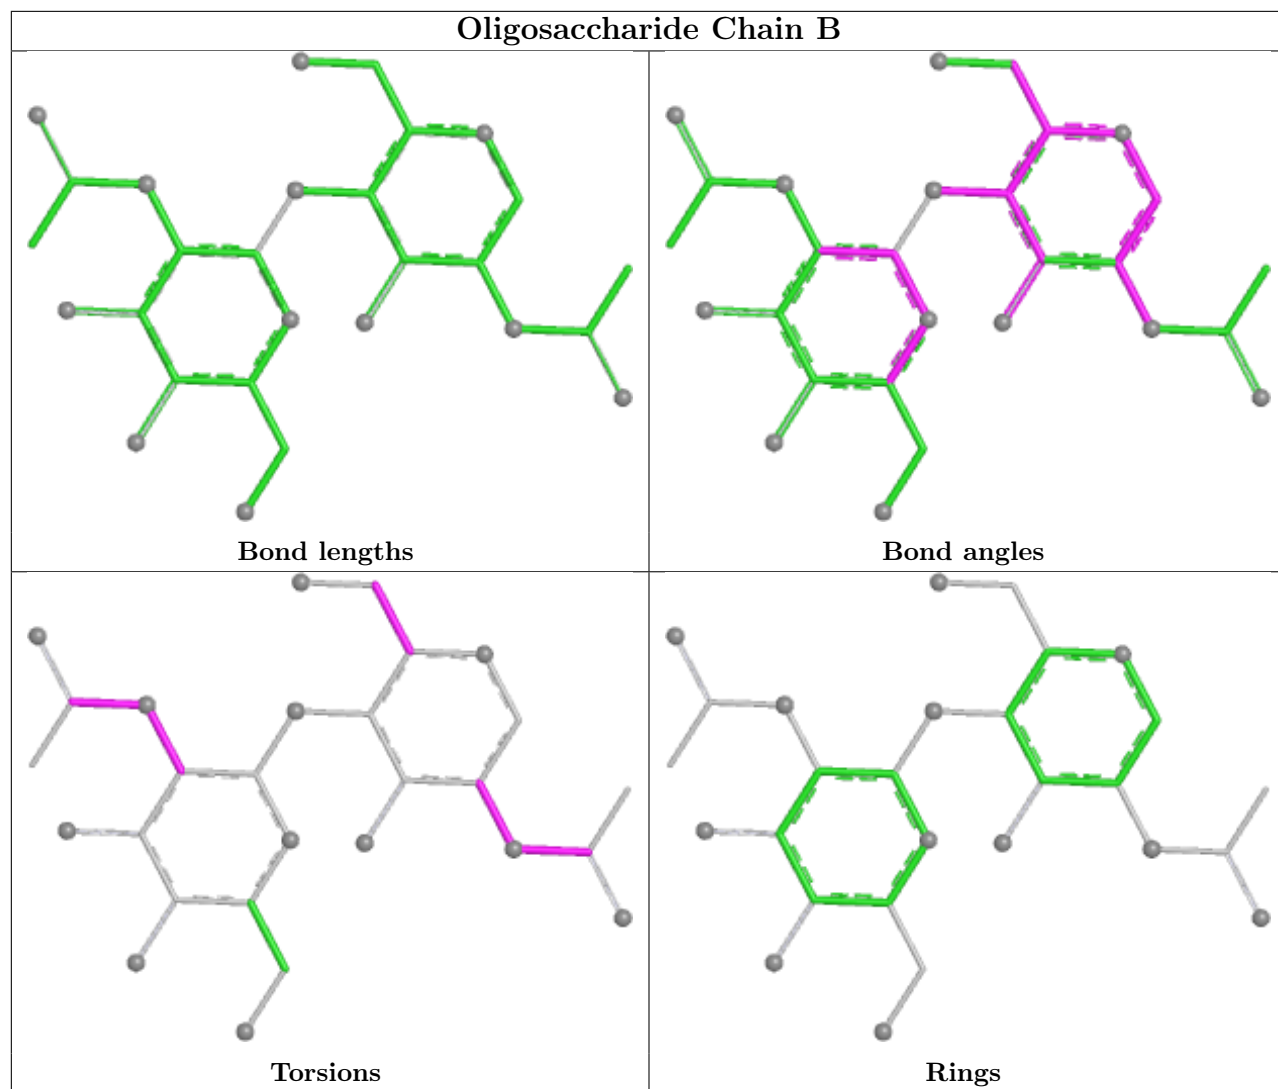 Oligosaccharide Chain B
Bond lengths
Bond angles
Torsions
Rings